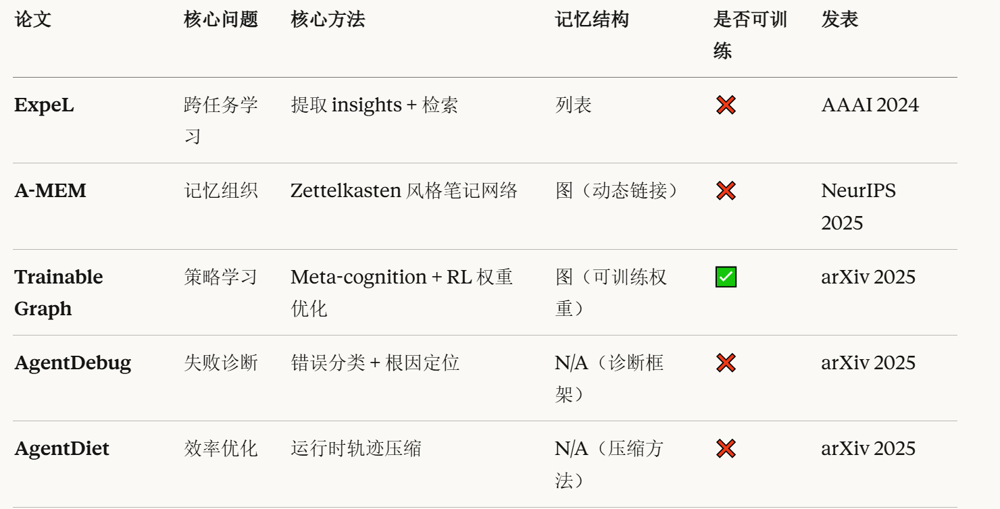 论文 核心问题 核心方法 记忆结构 是否可训练 发表
ExpeL 跨任务学习 提取 insights + 检索 列表 ❌ AAAI 2024
A-MEM 记忆组织 Zettelkasten 风格笔记网络 图（动态链接） ❌ NeurIPS 2025
Trainable Graph 策略学习 Meta-cognition + RL 权重优化 图（可训练权重） ✅ arXiv 2025
AgentDebug 失败诊断 错误分类 + 根因定位 N/A（诊断框架） ❌ arXiv 2025
AgentDiet 效率优化 运行时轨迹压缩 N/A（压缩方法） ❌ arXiv 2025